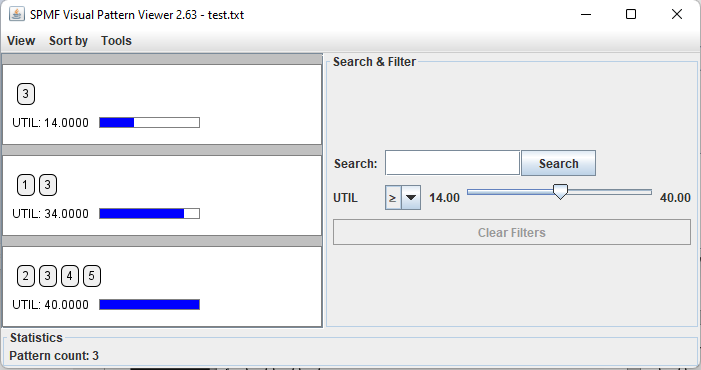 SPMF Visual Pattern Viewer 2.63 - test.txt
View Sort by Tools
3
UTIL: 14.0000
1 3
UTIL: 34.0000
2 3 4 5
UTIL: 40.0000
Search & Filter
Search: Search
UTIL ≥ 14.00 40.00
Clear Filters
Statistics
Pattern count: 3